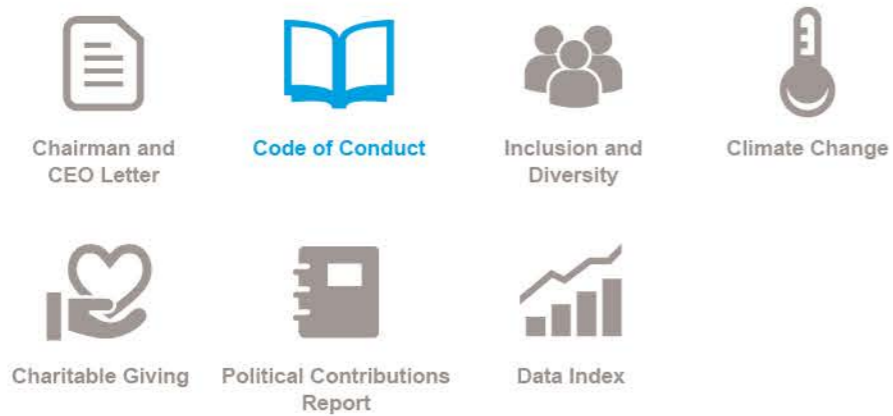 Chairman and
CEO Letter
Code of Conduct
Inclusion and
Diversity
Climate Change
Charitable Giving
Political Contributions
Report
Data Index